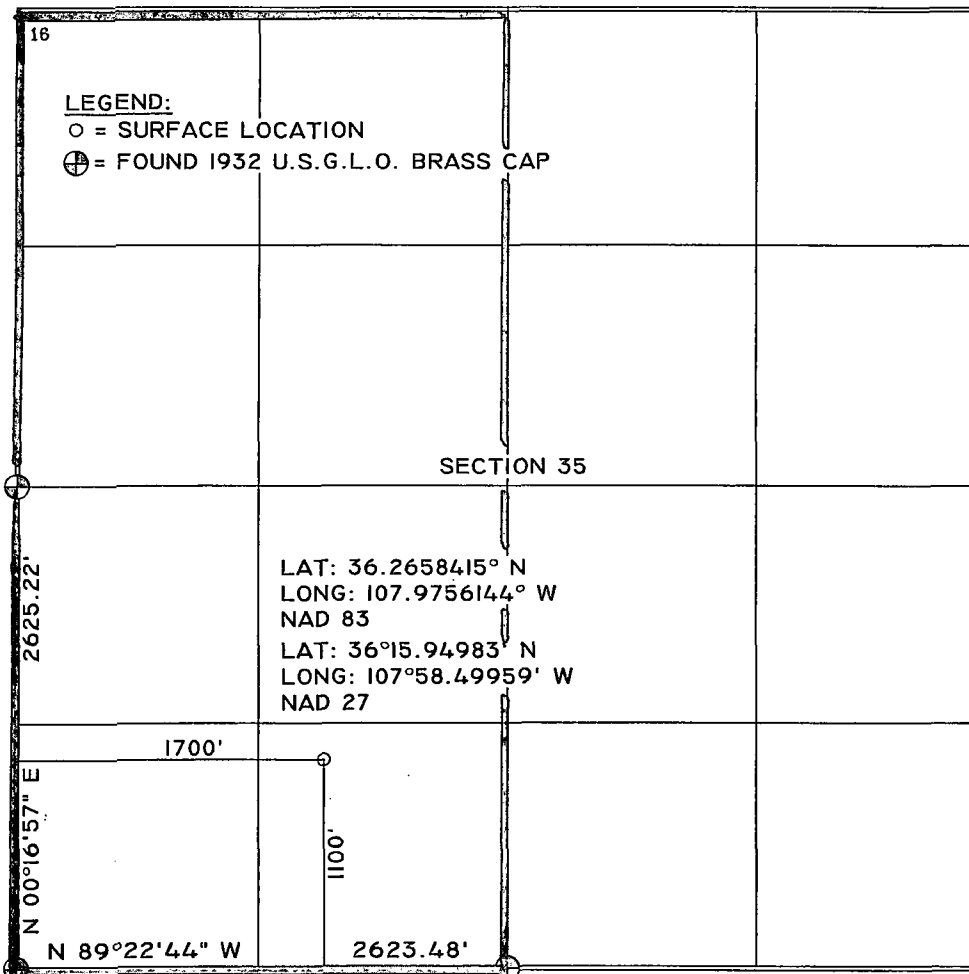 16
LEGEND:
○ = SURFACE LOCATION
= FOUND 1932 U.S.G.L.O. BRASS CAP
SECTION 35
2625.22'
LAT: 36.2658415° N
LONG: 107.9756144° W
NAD 83
LAT: 36°15.94983' N
LONG: 107°58.49959' W
NAD 27
1700'
N 00°16'57" E
1100'
N 89°22'44" W 2623.48'